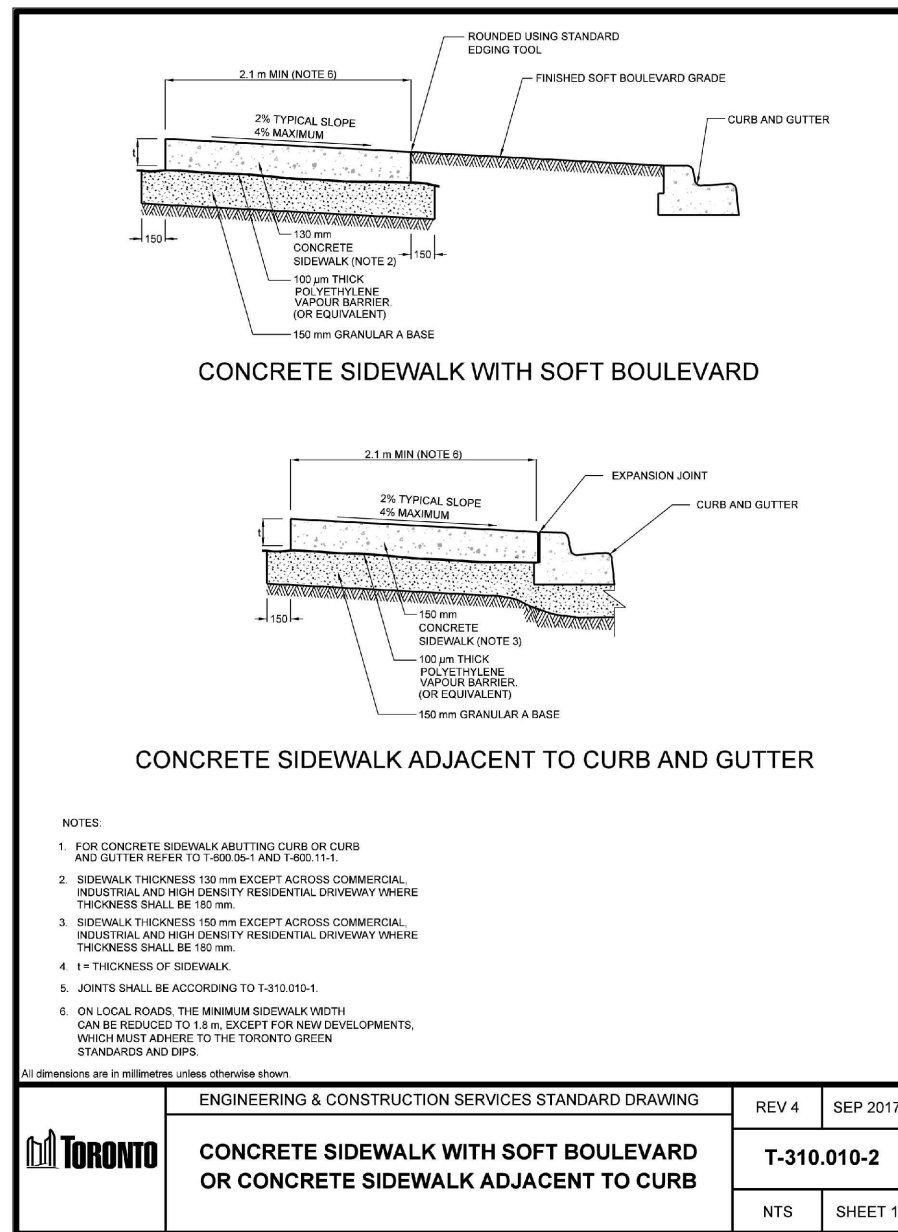 ROUNDED USING STANDARD
EDGING TOOL
2.1 m MIN (NOTE 6)
FINISHED SOFT BOULEVARD GRADE
2% TYPICAL SLOPE
4% MAXIMUM
CURB AND GUTTER
t
150
130 mm
CONCRETE
SIDEWALK (NOTE 2)
150
100 µm THICK
POLYETHYLENE
VAPOUR BARRIER.
(OR EQUIVALENT)
150 mm GRANULAR A BASE
CONCRETE SIDEWALK WITH SOFT BOULEVARD
2.1 m MIN (NOTE 6)
EXPANSION JOINT
2% TYPICAL SLOPE
4% MAXIMUM
CURB AND GUTTER
t
150
150 mm
CONCRETE
SIDEWALK (NOTE 3)
100 µm THICK
POLYETHYLENE
VAPOUR BARRIER.
(OR EQUIVALENT)
150 mm GRANULAR A BASE
CONCRETE SIDEWALK ADJACENT TO CURB AND GUTTER
NOTES:
1. FOR CONCRETE SIDEWALK ABUTTING CURB OR CURB
AND GUTTER REFER TO T-600.05-1 AND T-600.11-1.
2. SIDEWALK THICKNESS 130 mm EXCEPT ACROSS COMMERCIAL,
INDUSTRIAL AND HIGH DENSITY RESIDENTIAL DRIVEWAY WHERE
THICKNESS SHALL BE 180 mm.
3. SIDEWALK THICKNESS 150 mm EXCEPT ACROSS COMMERCIAL,
INDUSTRIAL AND HIGH DENSITY RESIDENTIAL DRIVEWAY WHERE
THICKNESS SHALL BE 180 mm.
4. t = THICKNESS OF SIDEWALK.
5. JOINTS SHALL BE ACCORDING TO T-310.010-1.
6. ON LOCAL ROADS, THE MINIMUM SIDEWALK WIDTH
CAN BE REDUCED TO 1.8 m, EXCEPT FOR NEW DEVELOPMENTS,
WHICH MUST ADHERE TO THE TORONTO GREEN
STANDARDS AND DIPS.
All dimensions are in millimetres unless otherwise shown.
TORONTO
ENGINEERING & CONSTRUCTION SERVICES STANDARD DRAWING
CONCRETE SIDEWALK WITH SOFT BOULEVARD
OR CONCRETE SIDEWALK ADJACENT TO CURB
REV 4
SEP 2017
T-310.010-2
NTS
SHEET 1